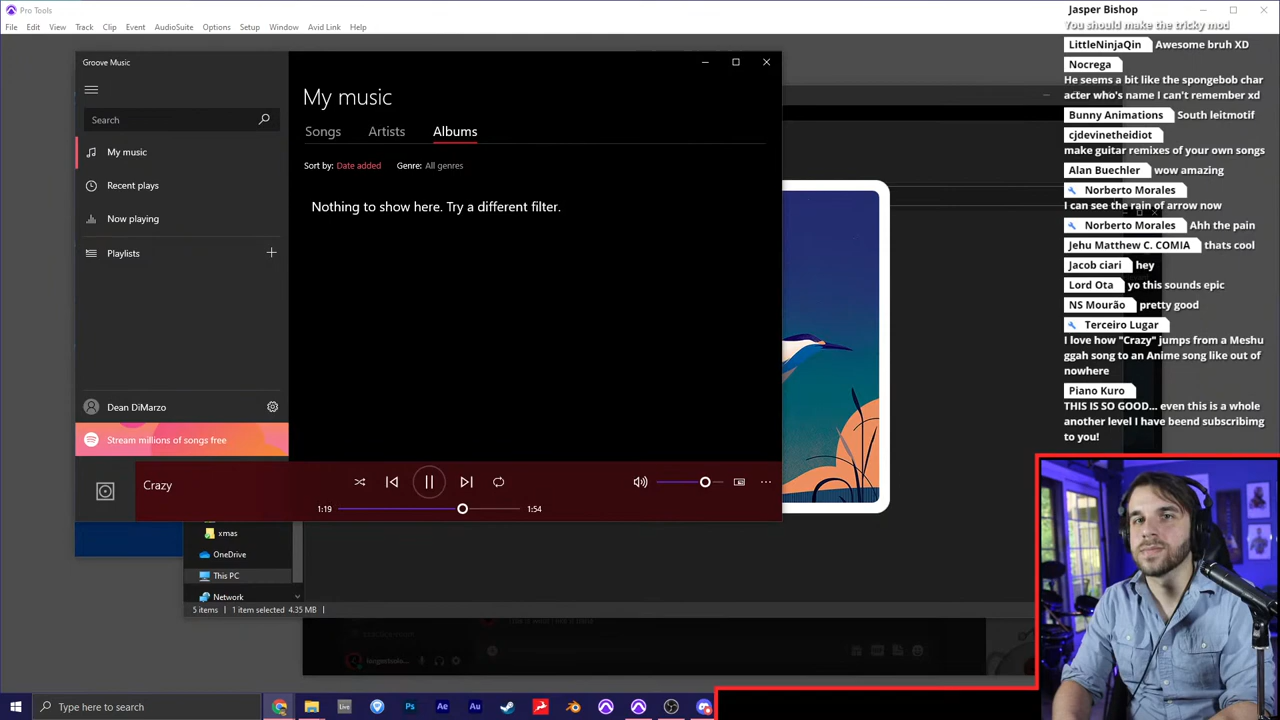 Pro Tools
File Edit View Track Clip Event AudioSuite Options Setup Window Avid Link Help
Groove Music
Search
My music
Recent plays
Now playing
Playlists
Dean DiMarzo
Stream millions of songs free
My music
Songs Artists Albums
Sort by: Date added Genre: All genres
Nothing to show here. Try a different filter.
Crazy
1:19 1:54
xmas
OneDrive
This PC
Network
5 items 1 item selected 4.35 MB
Type here to search
Ps Ae Au
live
Jasper Bishop
You should make the tricky mod
LittleNinjaQin Awesome bruh XD
Nocrega
He seems a bit like the spongebob char
acter who's name I can't remember xd
Bunny Animations South leitmotif
cjdevinetheidiot
make guitar remixes of your own songs
Alan Buechler wow amazing
Norberto Morales
I can see the rain of arrow now
Norberto Morales Ahh the pain
Jehu Matthew C. COMIA thats cool
Jacob ciari hey
Lord Ota yo this sounds epic
NS Mourão pretty good
Terceiro Lugar
I love how "Crazy" jumps from a Meshu
ggah song to an Anime song like out of
nowhere
Piano Kuro
THIS IS SO GOOD... even this is a whole
another level I have beend subscribimg
to you!